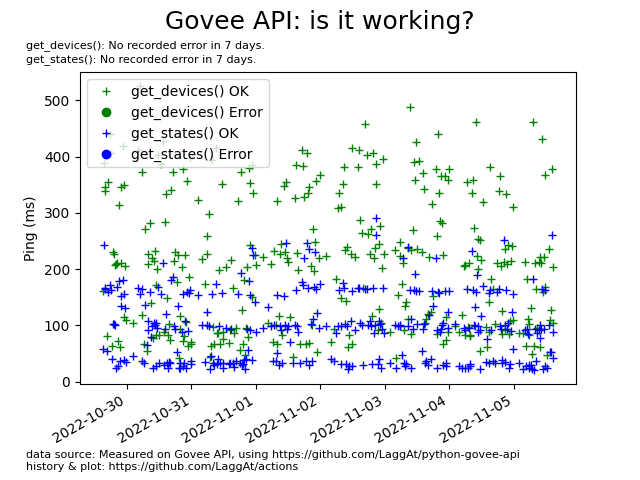 Govee API: is it working?
get_devices(): No recorded error in 7 days.
get_states(): No recorded error in 7 days.
get_devices() OK
get_devices() Error
get_states() OK
get_states() Error
Ping (ms)
500
400
300
200
100
0
2022-10-30
2022-10-31
2022-11-01
2022-11-02
2022-11-03
2022-11-04
2022-11-05
data source: Measured on Govee API, using https://github.com/LaggAt/python-govee-api
history & plot: https://github.com/LaggAt/actions